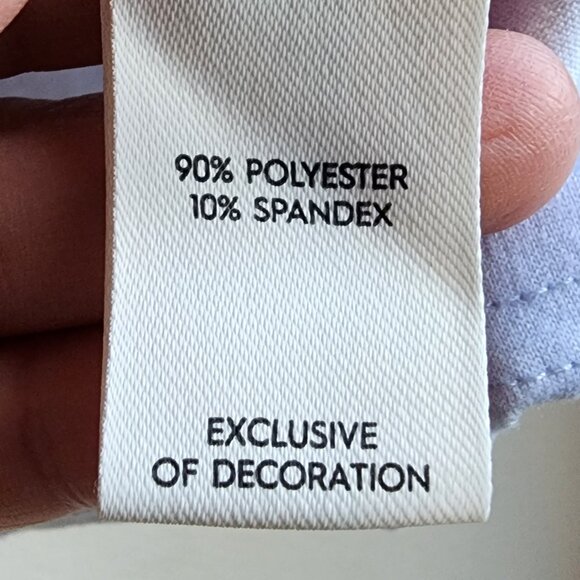 90% POLYESTER
10% SPANDEX
EXCLUSIVE
OF DECORATION